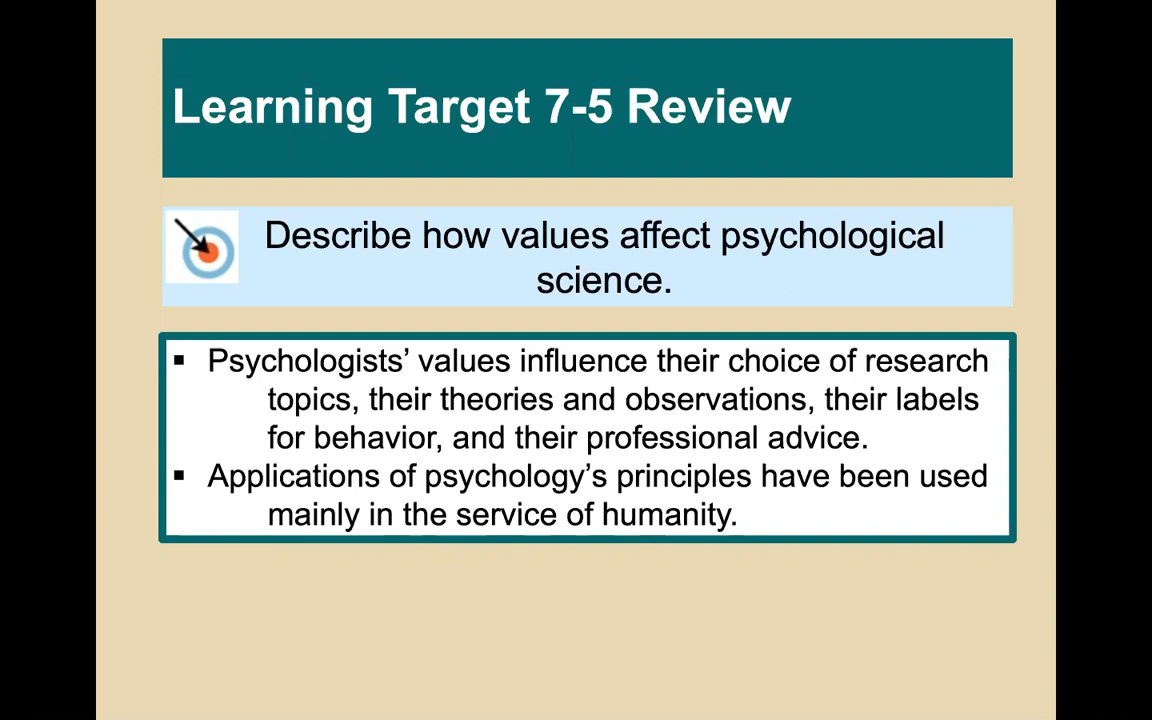 Learning Target 7-5 Review
Describe how values affect psychological
science.
▪ Psychologists’ values influence their choice of research
topics, their theories and observations, their labels
for behavior, and their professional advice.
▪ Applications of psychology’s principles have been used
mainly in the service of humanity.